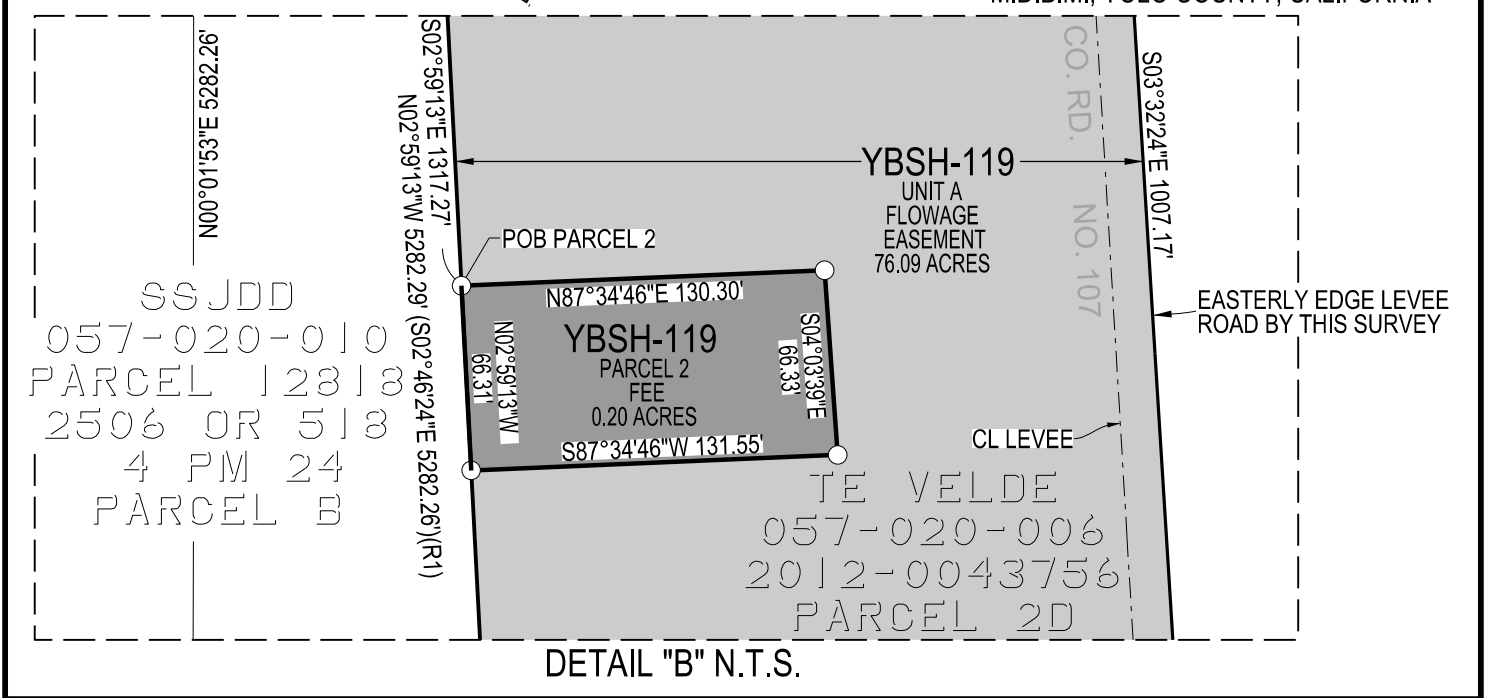 M.D.B.M., YOLO COUNTY, CALIFORNIA
N00°01'53"E 5282.26'
S02°59'13"E 1317.27'
N02°59'13"W 5282.29' (S02°46'24"E 5282.26')(R1)
CO. RD. NO. 107
S03°32'24"E 1007.17'
YBSH-119
UNIT A
FLOWAGE
EASEMENT
76.09 ACRES
POB PARCEL 2
N87°34'46"E 130.30'
SSJDD
057-020-010
PARCEL 12818
2506 OR 518
4 PM 24
PARCEL B
N02°59'13"W
66.31'
YBSH-119
PARCEL 2
FEE
0.20 ACRES
S04°03'39"E
66.33'
S87°34'46"W 131.55'
EASTERLY EDGE LEVEE
ROAD BY THIS SURVEY
CL LEVEE
TE VELDE
057-020-006
2012-0043756
PARCEL 2D
DETAIL "B" N.T.S.